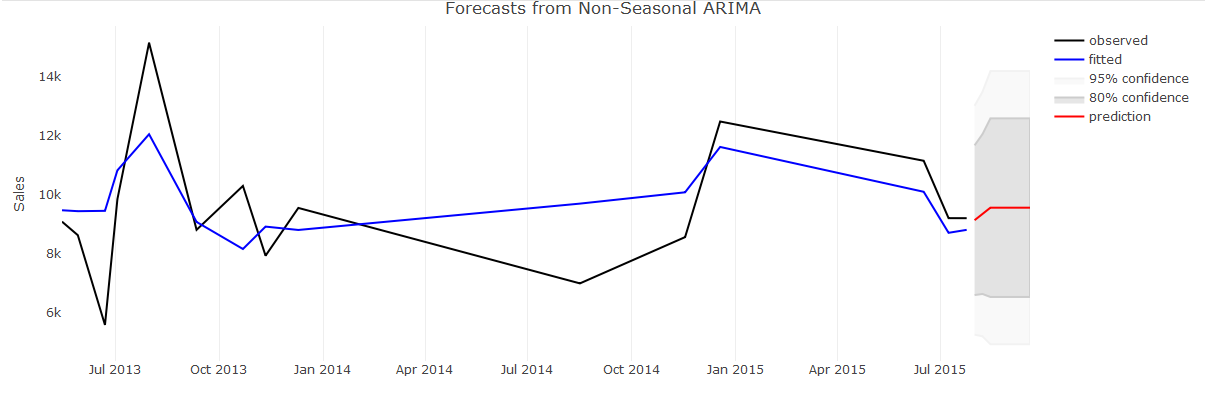 Forecasts from Non-Seasonal ARIMA
observed
fitted
95% confidence
80% confidence
prediction
Sales
14k
12k
10k
8k
6k
Jul 2013
Oct 2013
Jan 2014
Apr 2014
Jul 2014
Oct 2014
Jan 2015
Apr 2015
Jul 2015